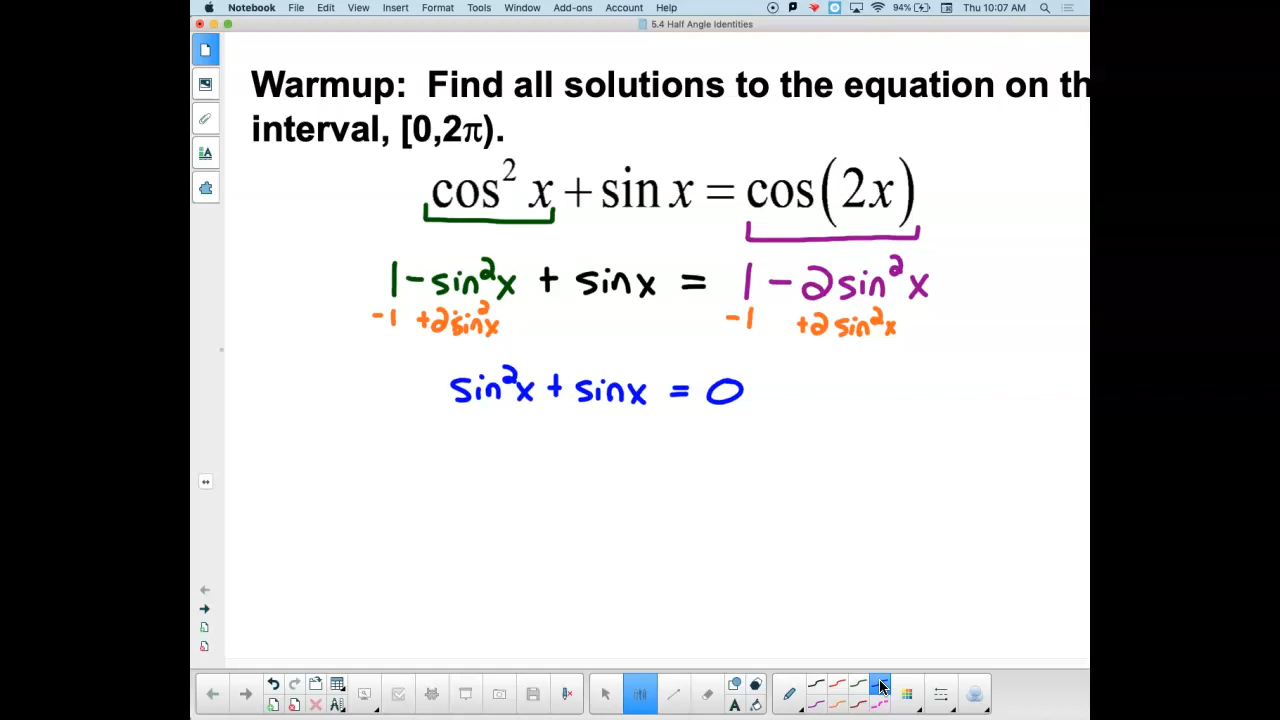 Notebook File Edit View Insert Format Tools Window Add-ons Account Help 94% Thu 10:07 AM
5.4 Half Angle Identities
Warmup: Find all solutions to the equation on th
interval, [0,2π).
cos² x + sin x = cos(2x)
1 - sin²x + sinx = 1 - 2sin²x
-1 +2sin²x -1 +2 sin²x
sin²x + sinx = 0